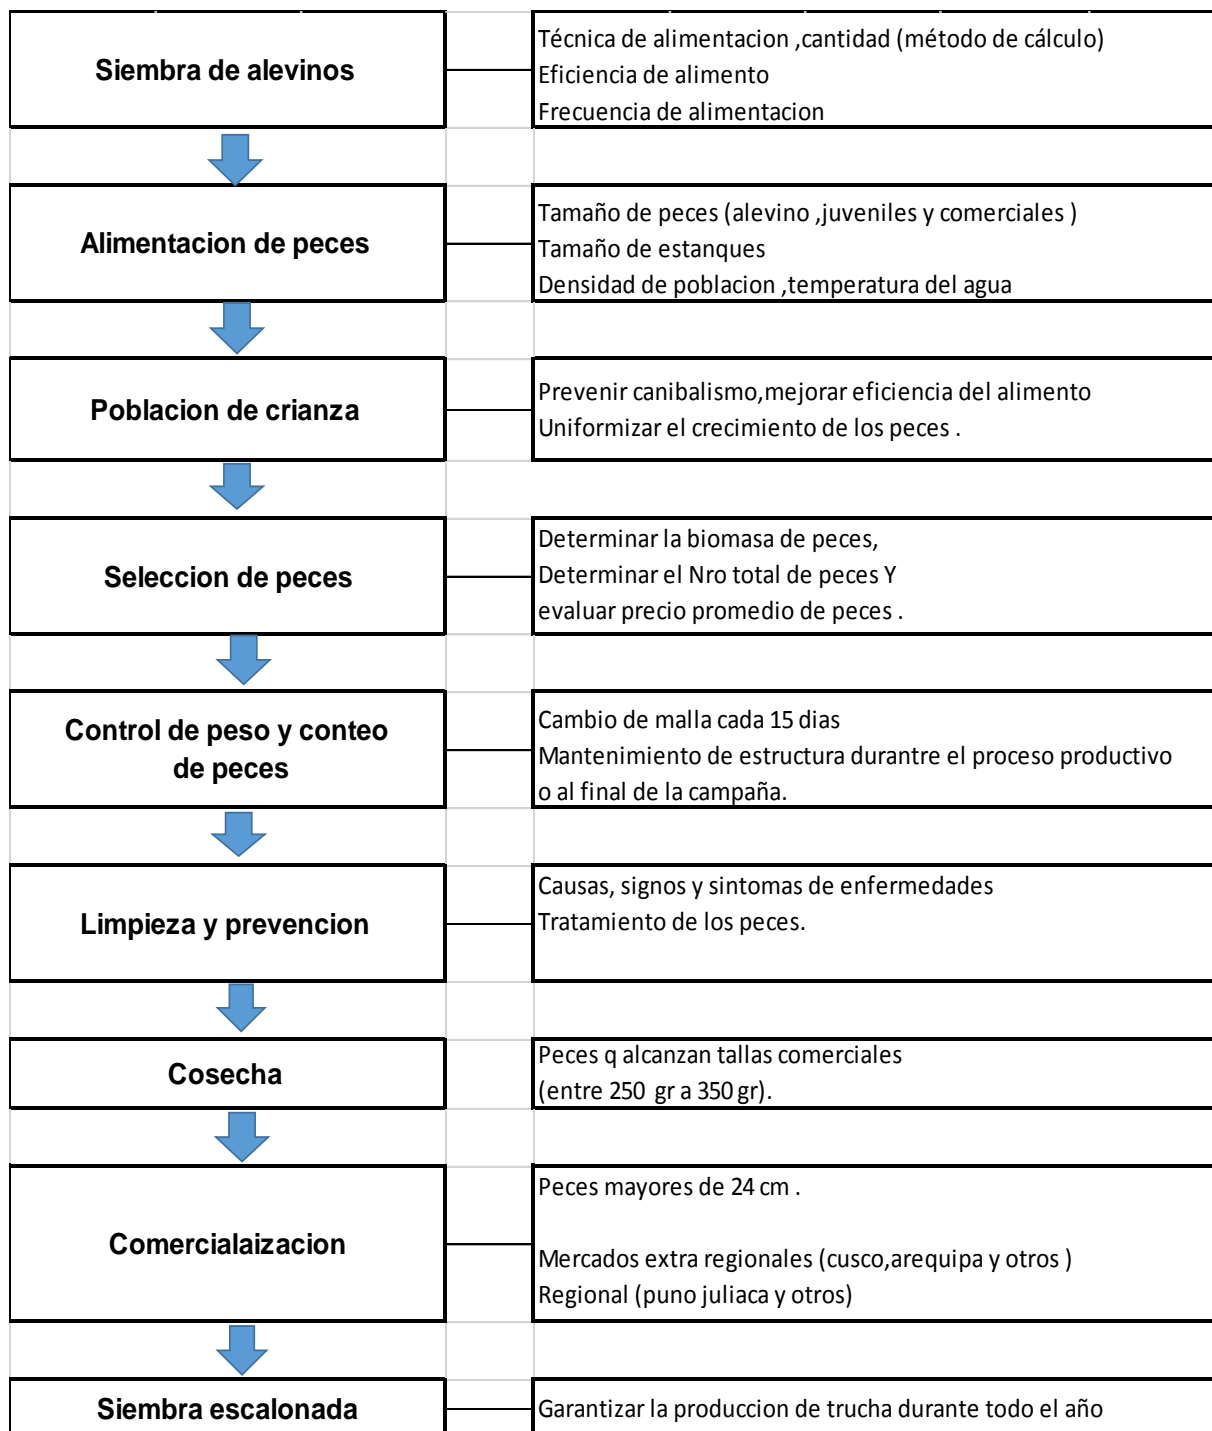 Siembra de alevinos
Técnica de alimentacion ,cantidad (método de cálculo)
Eficiencia de alimento
Frecuencia de alimentacion
Alimentacion de peces
Tamaño de peces (alevino ,juveniles y comerciales )
Tamaño de estanques
Densidad de poblacion ,temperatura del agua
Poblacion de crianza
Prevenir canibalismo,mejorar eficiencia del alimento
Uniformizar el crecimiento de los peces .
Seleccion de peces
Determinar la biomasa de peces,
Determinar el Nro total de peces Y
evaluar precio promedio de peces .
Control de peso y conteo
de peces
Cambio de malla cada 15 dias
Mantenimiento de estructura durantre el proceso productivo
o al final de la campaña.
Limpieza y prevencion
Causas, signos y sintomas de enfermedades
Tratamiento de los peces.
Cosecha
Peces q alcanzan tallas comerciales
(entre 250 gr a 350 gr).
Comercialaizacion
Peces mayores de 24 cm .
Mercados extra regionales (cusco,arequipa y otros )
Regional (puno juliaca y otros)
Siembra escalonada
Garantizar la produccion de trucha durante todo el año